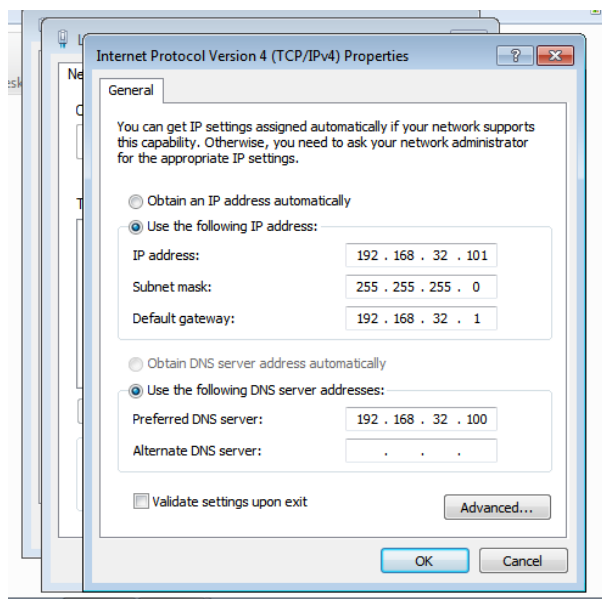 Internet Protocol Version 4 (TCP/IPv4) Properties
General
You can get IP settings assigned automatically if your network supports
this capability. Otherwise, you need to ask your network administrator
for the appropriate IP settings.
Obtain an IP address automatically
Use the following IP address:
IP address: 192 . 168 . 32 . 101
Subnet mask: 255 . 255 . 255 . 0
Default gateway: 192 . 168 . 32 . 1
Obtain DNS server address automatically
Use the following DNS server addresses:
Preferred DNS server: 192 . 168 . 32 . 100
Alternate DNS server: . . .
Validate settings upon exit
Advanced...
OK Cancel